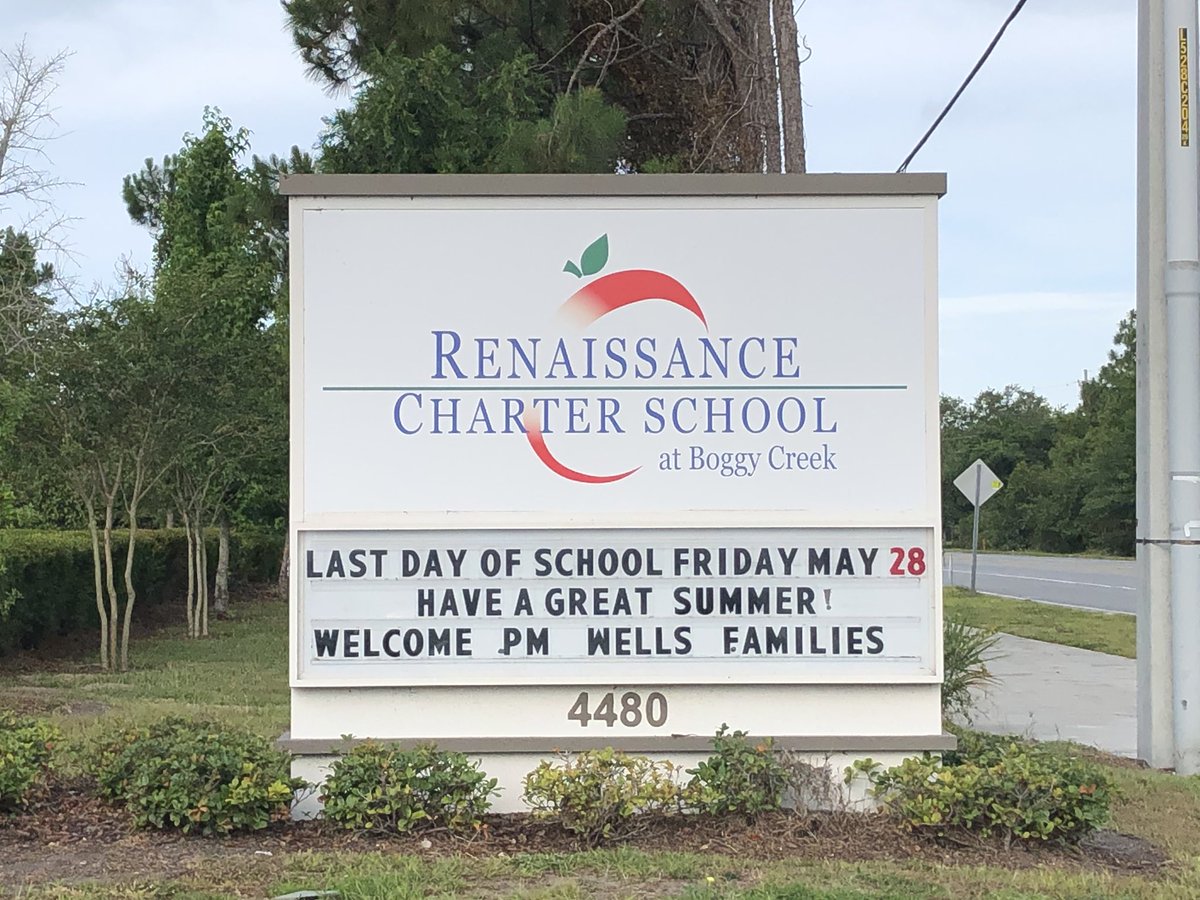 RENAISSANCE
CHARTER SCHOOL
at Boggy Creek
LAST DAY OF SCHOOL FRIDAY MAY 28
HAVE A GREAT SUMMER!
WELCOME PM WELLS FAMILIES
4480
L528C204